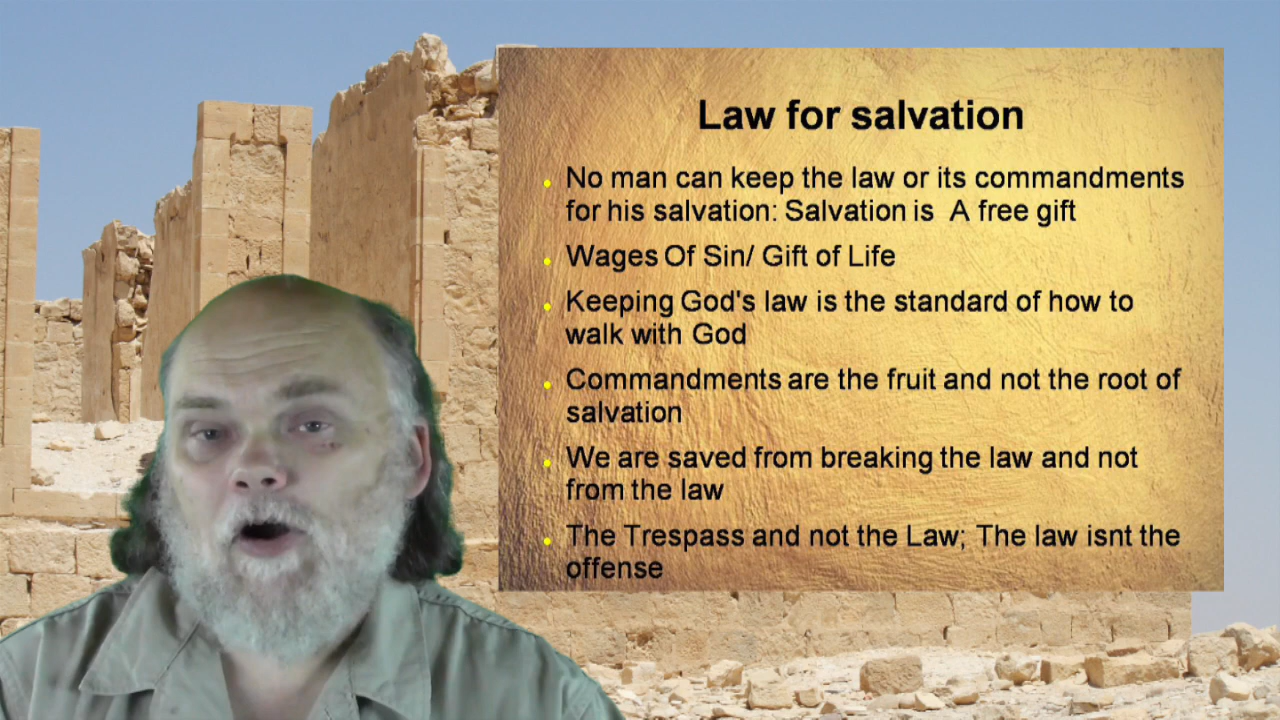 Law for salvation
No man can keep the law or its commandments
for his salvation: Salvation is  A free gift
Wages Of Sin/ Gift of Life
Keeping God's law is the standard of how to
walk with God
Commandments are the fruit and not the root of
salvation
We are saved from breaking the law and not
from the law
The Trespass and not the Law; The law isnt the
offense